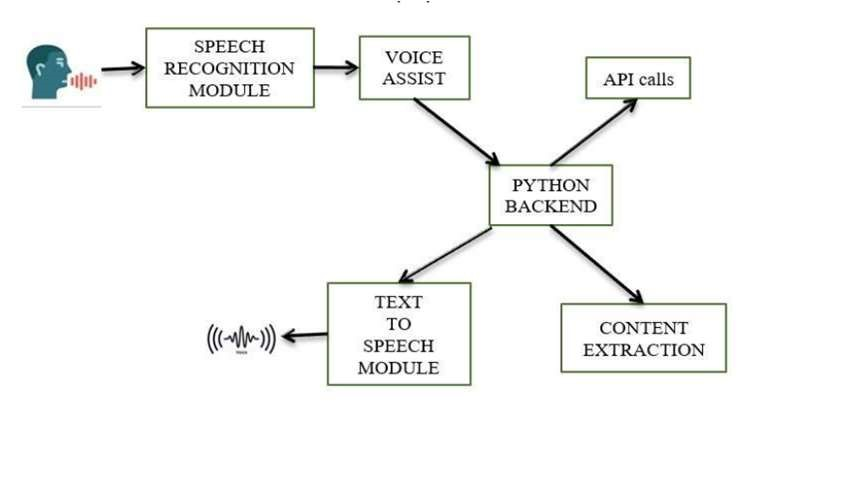 SPEECH
RECOGNITION
MODULE
VOICE
ASSIST
API calls
PYTHON
BACKEND
TEXT
TO
SPEECH
MODULE
CONTENT
EXTRACTION